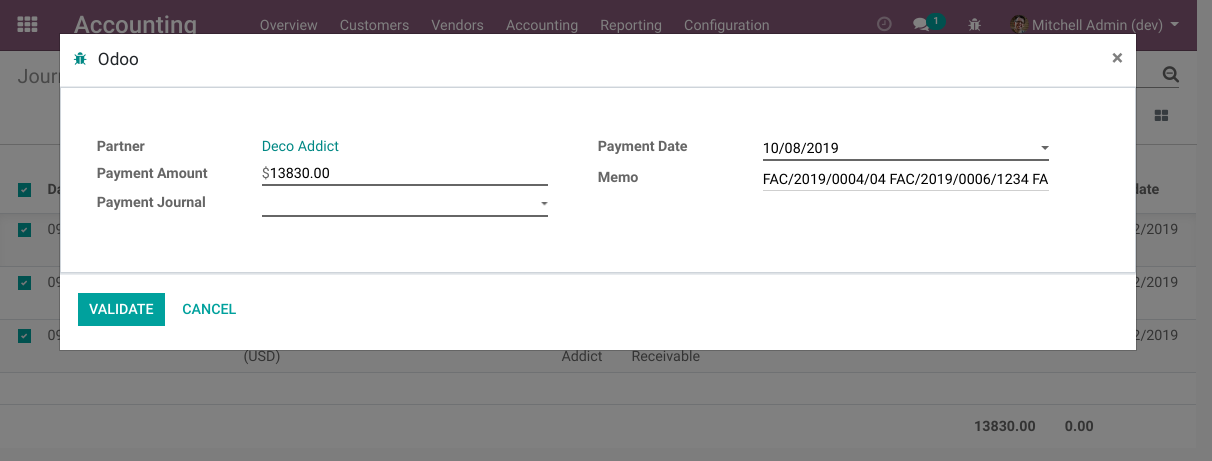 Accounting Overview Customers Vendors Accounting Reporting Configuration 1 Mitchell Admin (dev)
Odoo ×
Jour
Partner Deco Addict Payment Date 10/08/2019
Payment Amount $13830.00 Memo FAC/2019/0004/04 FAC/2019/0006/1234 FA
Payment Journal
Da date
09 2/2019
09 2/2019
VALIDATE CANCEL
09 2/2019
(USD) Addict Receivable
13830.00 0.00